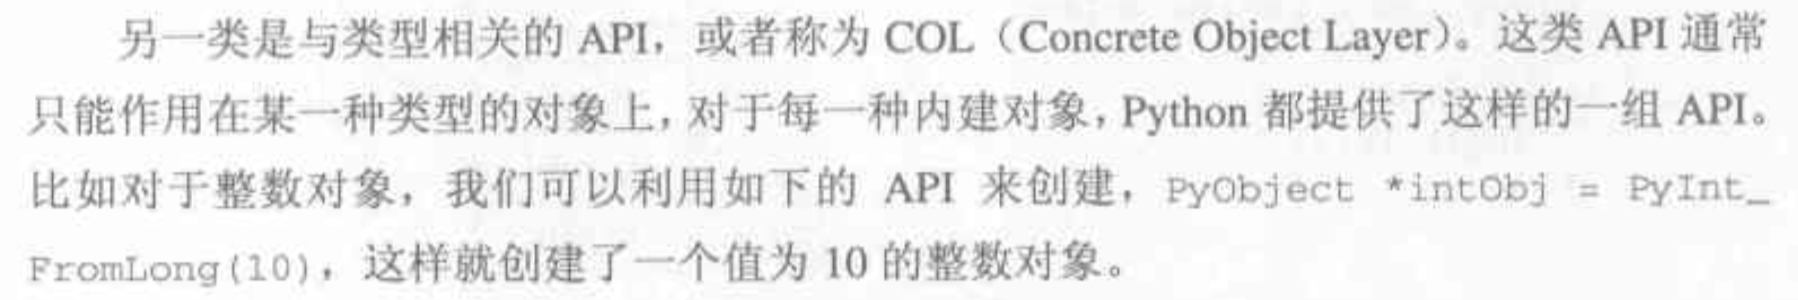 另一类是与类型相关的 API，或者称为 COL（Concrete Object Layer）。这类 API 通常
只能作用在某一种类型的对象上，对于每一种内建对象，Python 都提供了这样的一组 API。
比如对于整数对象，我们可以利用如下的 API 来创建，PyObject *intObj = PyInt_
FromLong(10)，这样就创建了一个值为 10 的整数对象。